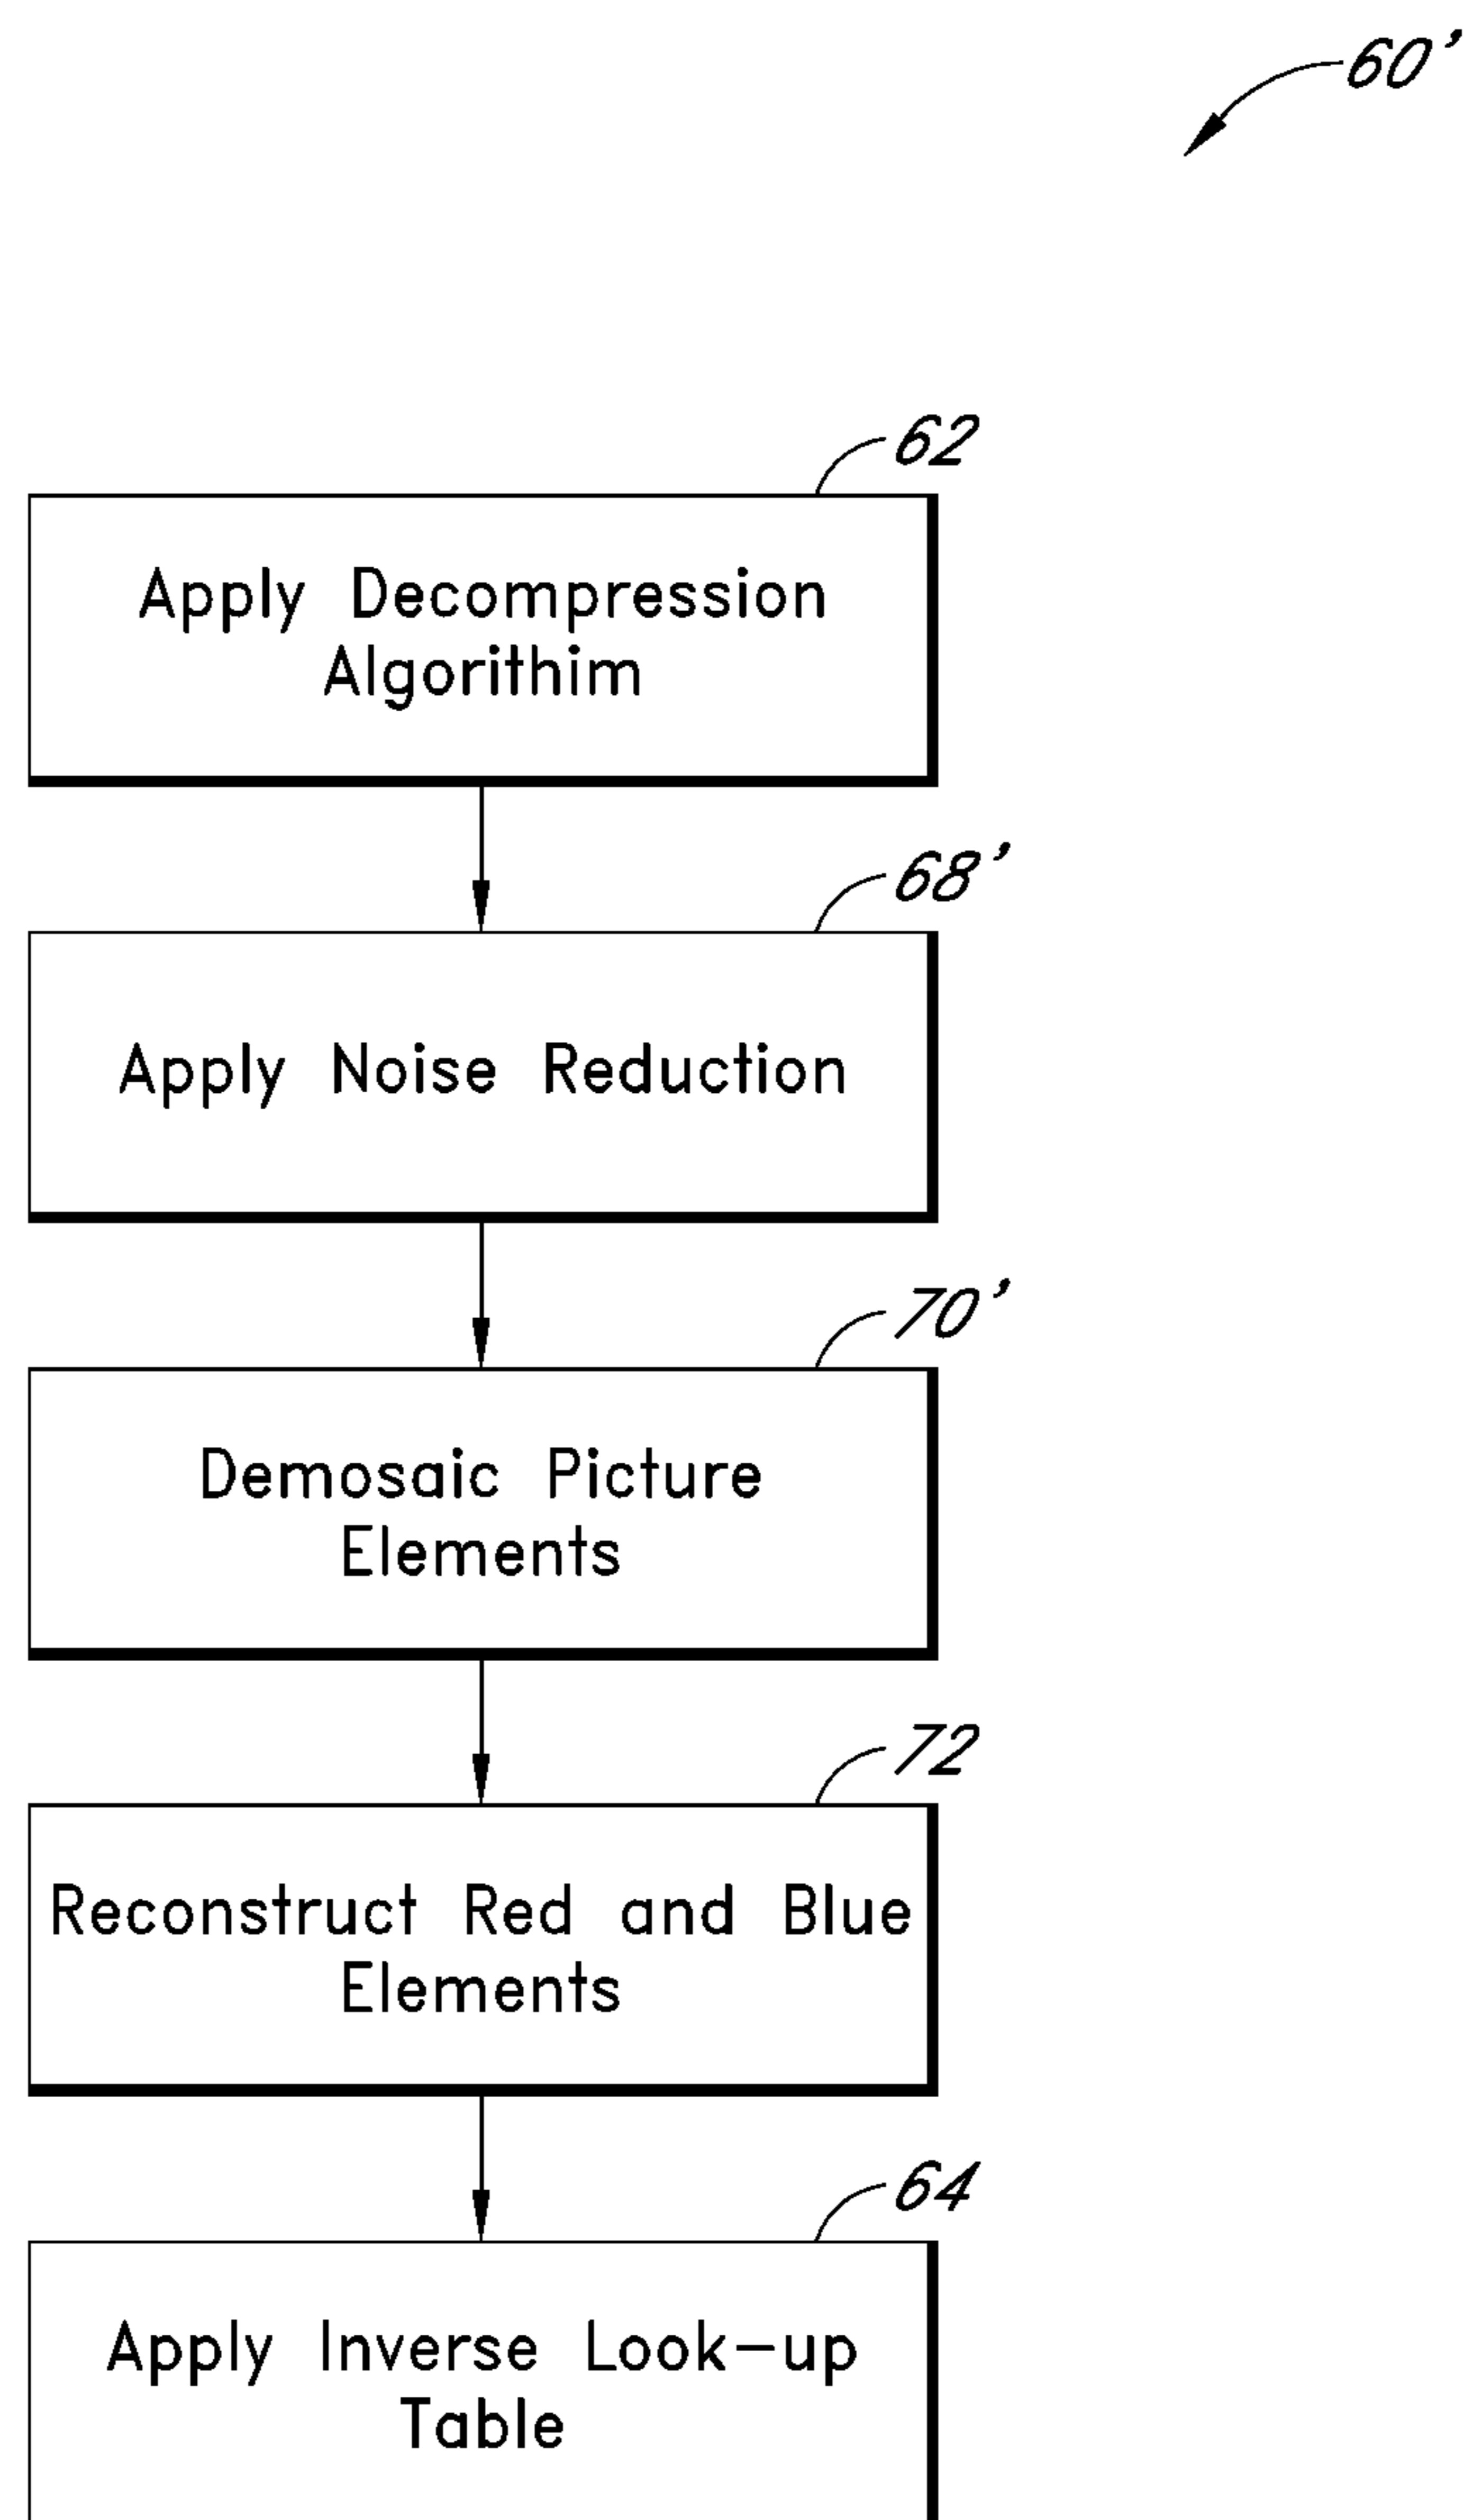 60'
62
Apply Decompression
Algorithim
68'
Apply Noise Reduction
70'
Demosaic Picture
Elements
72
Reconstruct Red and Blue
Elements
64
Apply Inverse Look-up
Table